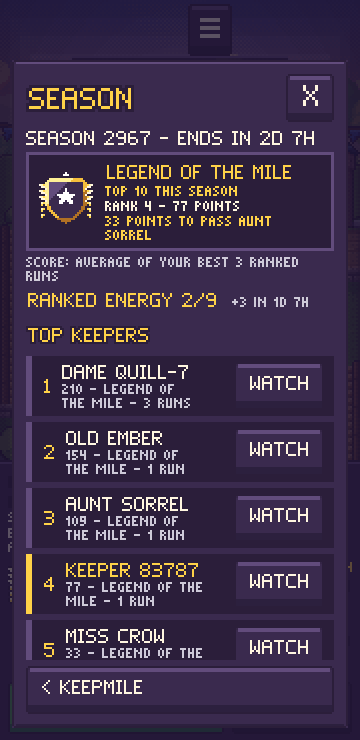 SEASON
X
SEASON 2967 - ENDS IN 2D 7H
LEGEND OF THE MILE
TOP 10 THIS SEASON
RANK 4 - 77 POINTS
33 POINTS TO PASS AUNT
SORREL
SCORE: AVERAGE OF YOUR BEST 3 RANKED
RUNS
RANKED ENERGY 2/9 +3 IN 1D 7H
TOP KEEPERS
1 DAME QUILL-7
210 - LEGEND OF
THE MILE - 3 RUNS
WATCH
2 OLD EMBER
154 - LEGEND OF
THE MILE - 1 RUN
WATCH
3 AUNT SORREL
109 - LEGEND OF
THE MILE - 1 RUN
WATCH
4 KEEPER 83787
77 - LEGEND OF THE
MILE - 1 RUN
WATCH
5 MISS CROW
33 - LEGEND OF THE
WATCH
< KEEPMILE